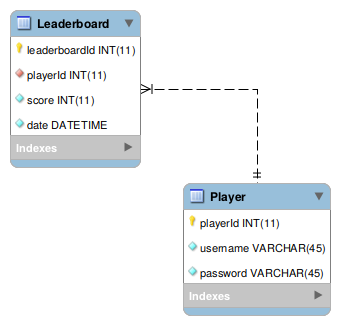 Leaderboard
leaderboardId INT(11)
playerId INT(11)
score INT(11)
date DATETIME
Indexes
Player
playerId INT(11)
username VARCHAR(45)
password VARCHAR(45)
Indexes